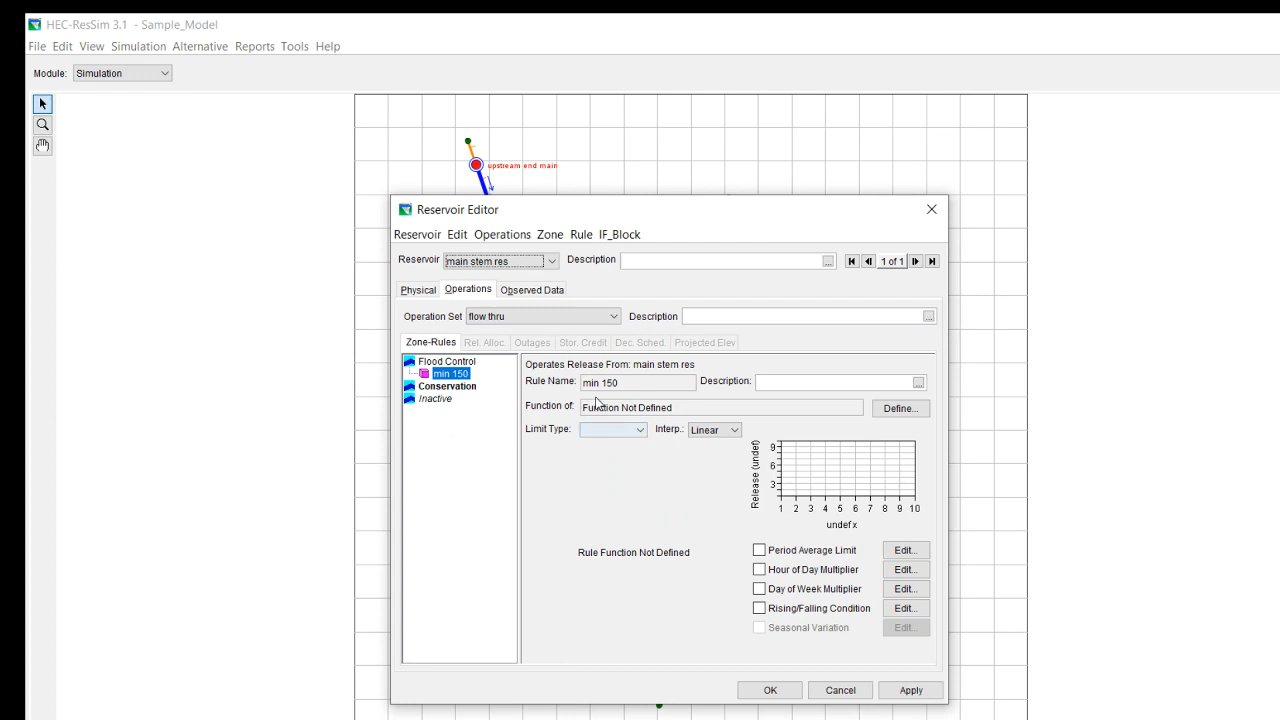 HEC-ResSim 3.1 - Sample_Model
File Edit View Simulation Alternative Reports Tools Help
Module: Simulation
upstream end main
Reservoir Editor
Reservoir Edit Operations Zone Rule IF_Block
Reservoir main stem res Description ... 1 of 1
Physical Operations Observed Data
Operation Set flow thru Description ...
Zone-Rules Rel. Alloc. Outages Stor. Credit Dec. Sched. Projected Elev
Flood Control
min 150
Conservation
Inactive
Operates Release From: main stem res
Rule Name: min 150 Description: ...
Function of: Function Not Defined Define...
Limit Type: Interp.: Linear
Release (undef)
9
6
3
1 2 3 4 5 6 7 8 9 10
undef x
Rule Function Not Defined
Period Average Limit Edit...
Hour of Day Multiplier Edit...
Day of Week Multiplier Edit...
Rising/Falling Condition Edit...
Seasonal Variation Edit...
OK Cancel Apply